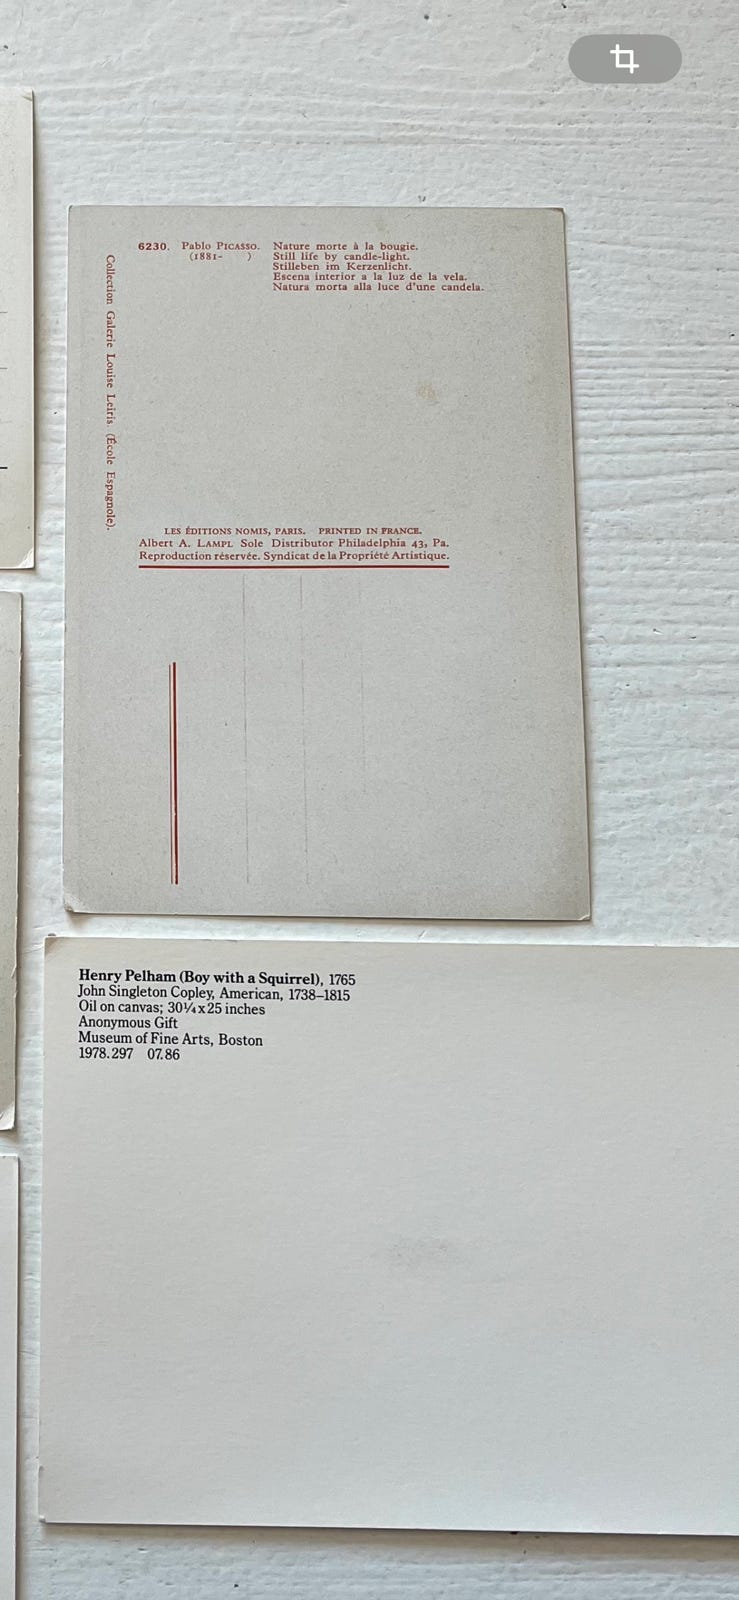 6230. Pablo PICASSO. Nature morte à la bougie.
(1881- ) Still life by candle-light.
Stilleben im Kerzenlicht.
Escena interior a la luz de la vela.
Natura morta alla luce d'une candela.
Collection Galerie Louise Leiris. (École Espagnole).
LES ÉDITIONS NOMIS, PARIS. PRINTED IN FRANCE.
Albert A. LAMPL Sole Distributor Philadelphia 43, Pa.
Reproduction réservée. Syndicat de la Propriété Artistique.
Henry Pelham (Boy with a Squirrel), 1765
John Singleton Copley, American, 1738–1815
Oil on canvas; 30¼ x 25 inches
Anonymous Gift
Museum of Fine Arts, Boston
1978.297 07.86